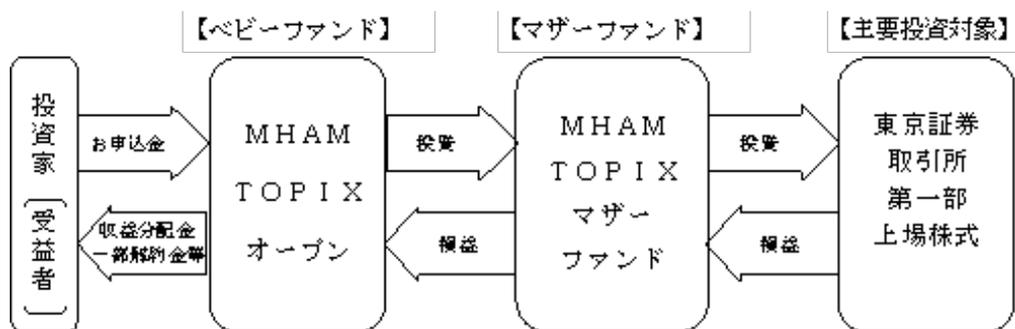 【ベビーファンド】
【マザーファンド】
【主要投資対象】
投資家
(受益者)
お申込金
収益分配金
一部解約金等
MHAM
TOPIX
オープン
投資
損益
MHAM
TOPIX
マザー
ファンド
投資
損益
東京証券
取引所
第一部
上場株式